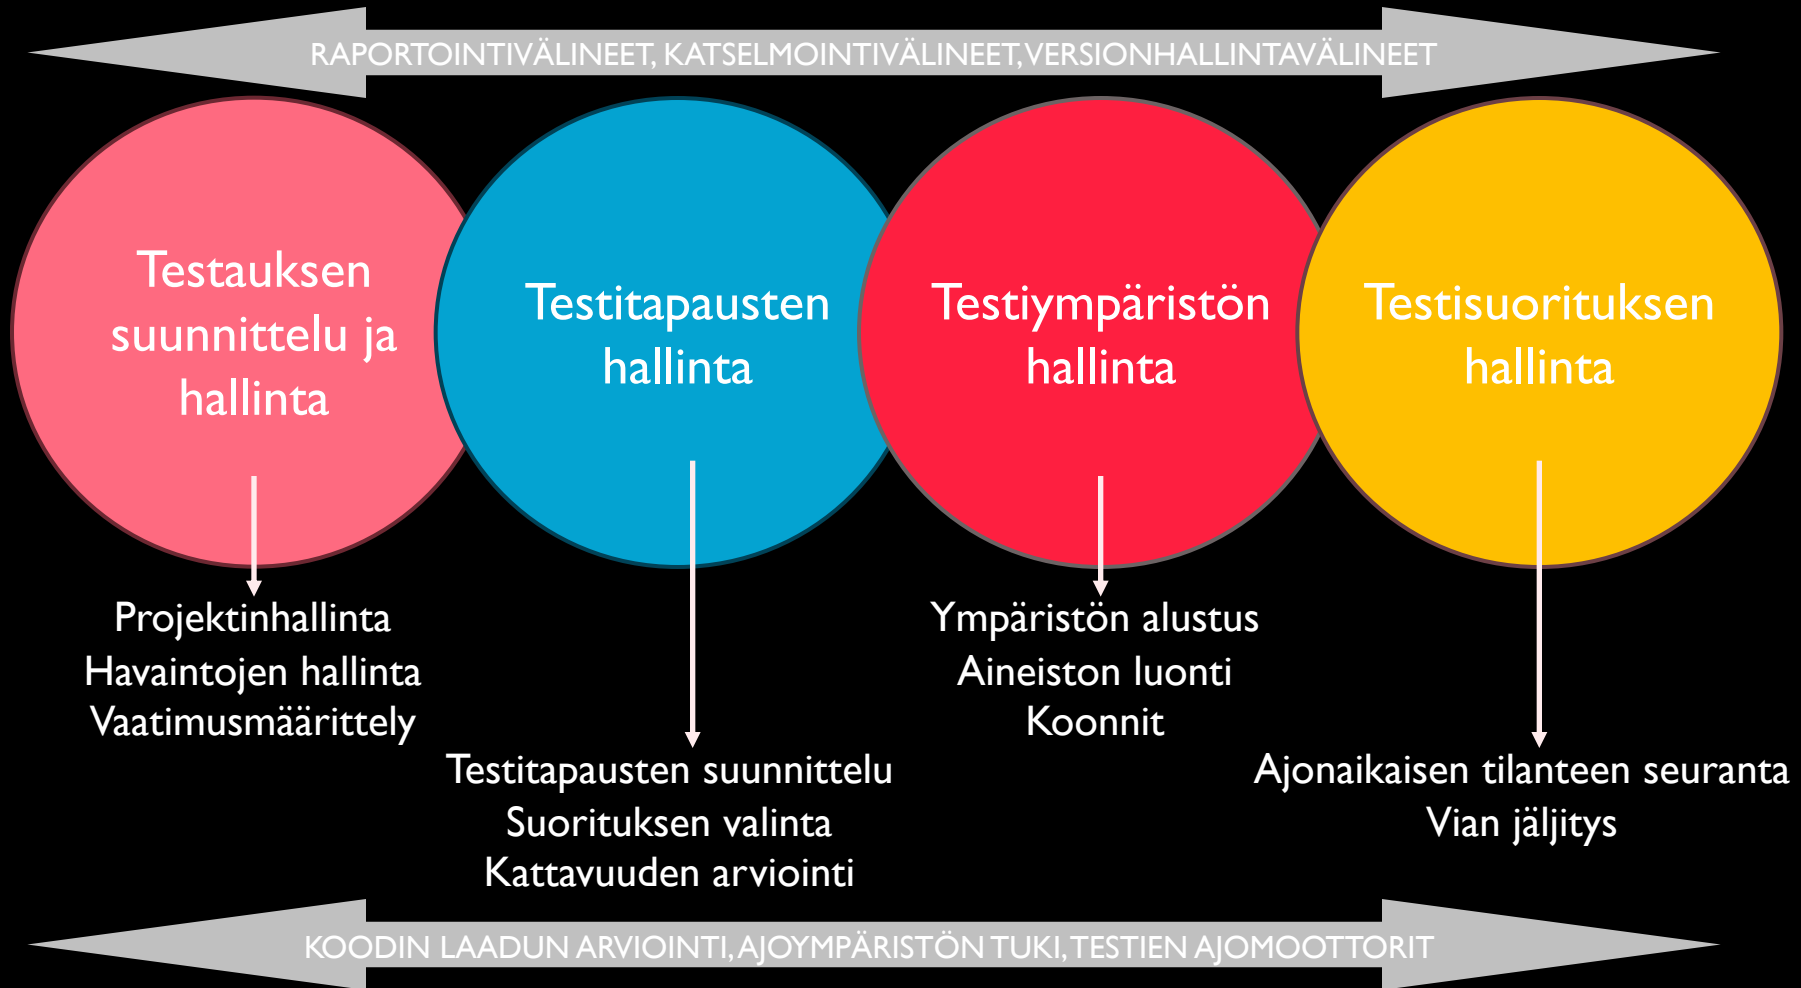 RAPORTOINTIVÄLINEET, KATSELMOINTIVÄLINEET, VERSIONHALLINTAVÄLINEET
Testauksen
suunnittelu ja
hallinta
Testitapausten
hallinta
Testiympäristön
hallinta
Testisuorituksen
hallinta
Projektinhallinta
Havaintojen hallinta
Vaatimusmäärittely
Testitapausten suunnittelu
Suorituksen valinta
Kattavuuden arviointi
Ympäristön alustus
Aineiston luonti
Koonnit
Ajonaikaisen tilanteen seuranta
Vian jäljitys
KOODIN LAADUN ARVIOINTI, AJOYMPÄRISTÖN TUKI, TESTIEN AJOMOOTTORIT